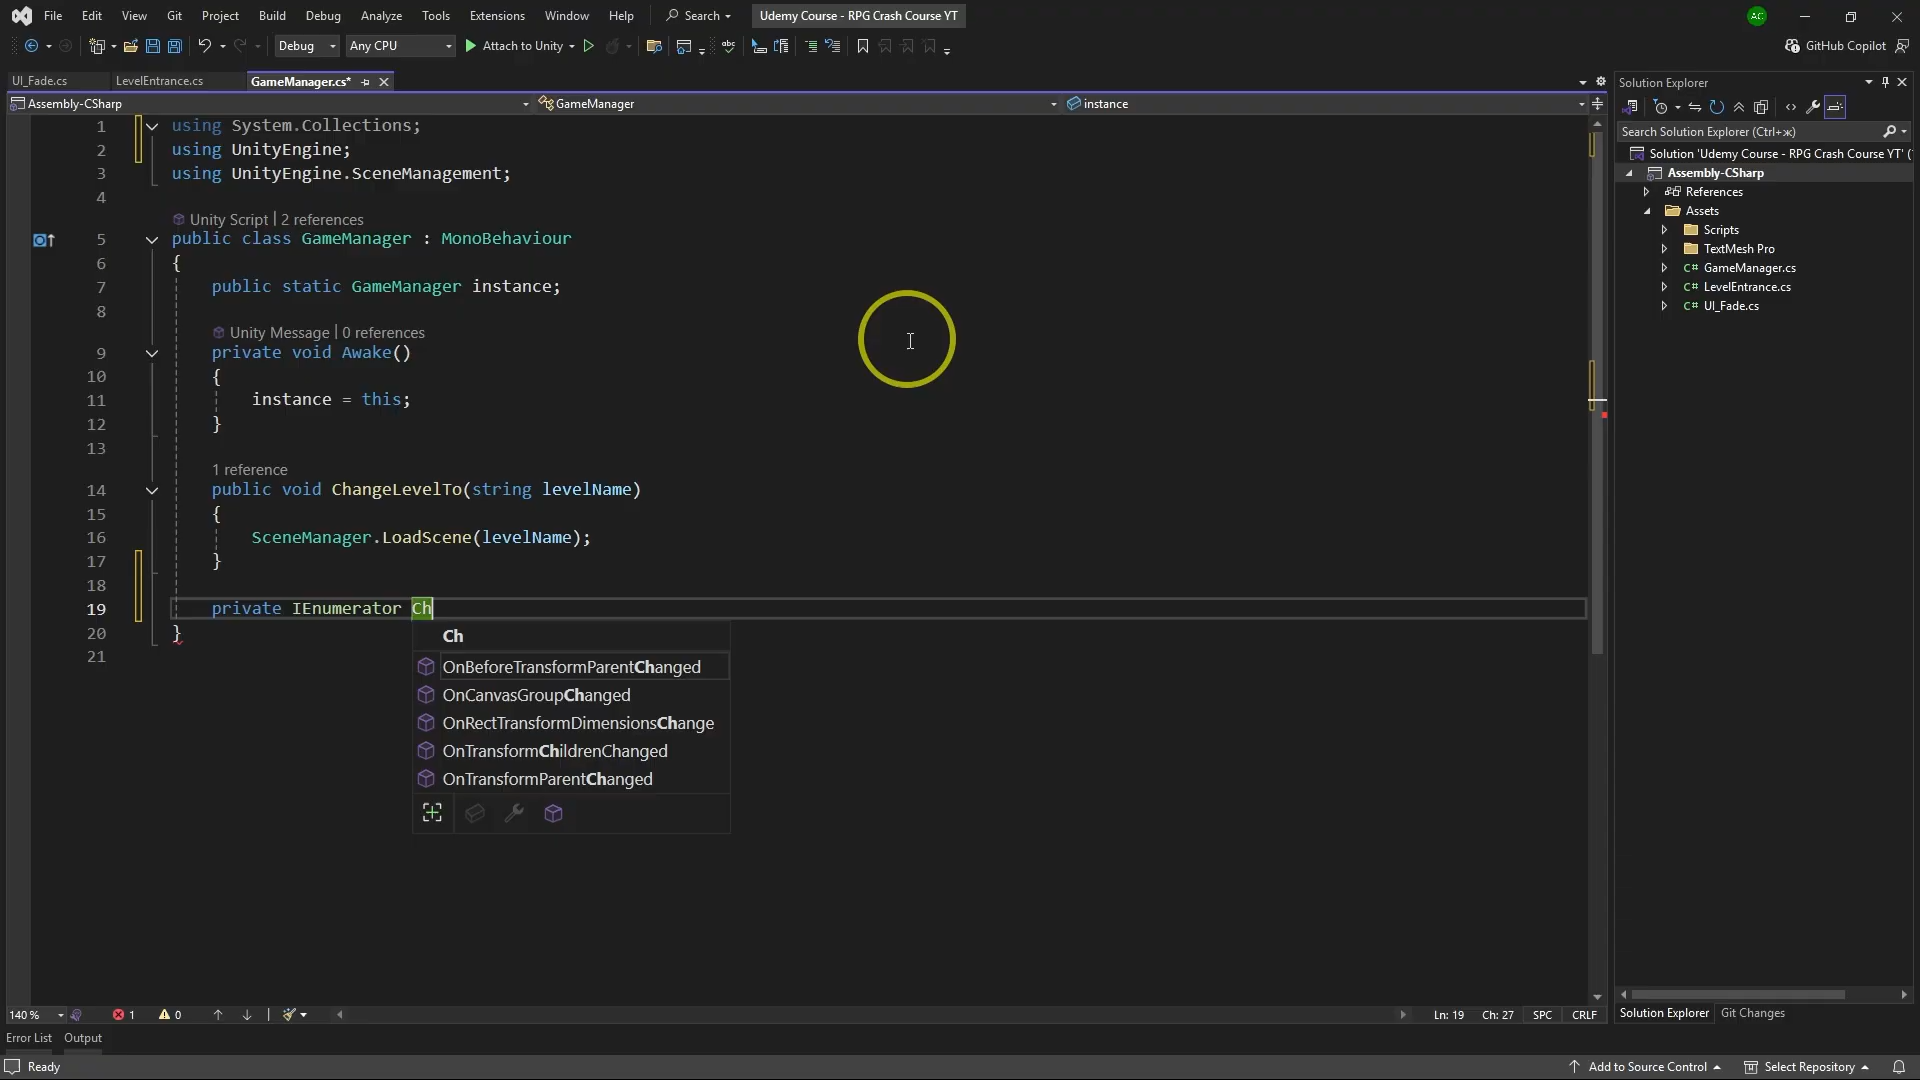 File Edit View Git Project Build Debug Analyze Tools Extensions Window Help Search Udemy Course - RPG Crash Course YT AC
Debug Any CPU Attach to Unity GitHub Copilot
UI_Fade.cs LevelEntrance.cs GameManager.cs*
Assembly-CSharp GameManager instance
1 using System.Collections;
2 using UnityEngine;
3 using UnityEngine.SceneManagement;
4
Unity Script | 2 references
5 public class GameManager : MonoBehaviour
6 {
7 public static GameManager instance;
8
Unity Message | 0 references
9 private void Awake()
10 {
11 instance = this;
12 }
13
1 reference
14 public void ChangeLevelTo(string levelName)
15 {
16 SceneManager.LoadScene(levelName);
17 }
18
19 private IEnumerator Ch
20 }
21
Ch
OnBeforeTransformParentChanged
OnCanvasGroupChanged
OnRectTransformDimensionsChange
OnTransformChildrenChanged
OnTransformParentChanged
140 % 1 0 Ln: 19 Ch: 27 SPC CRLF
Error List Output
Ready
Solution Explorer
Search Solution Explorer (Ctrl+ж)
Solution 'Udemy Course - RPG Crash Course YT' (
Assembly-CSharp
References
Assets
Scripts
TextMesh Pro
C# GameManager.cs
C# LevelEntrance.cs
C# UI_Fade.cs
Solution Explorer Git Changes
Add to Source Control Select Repository